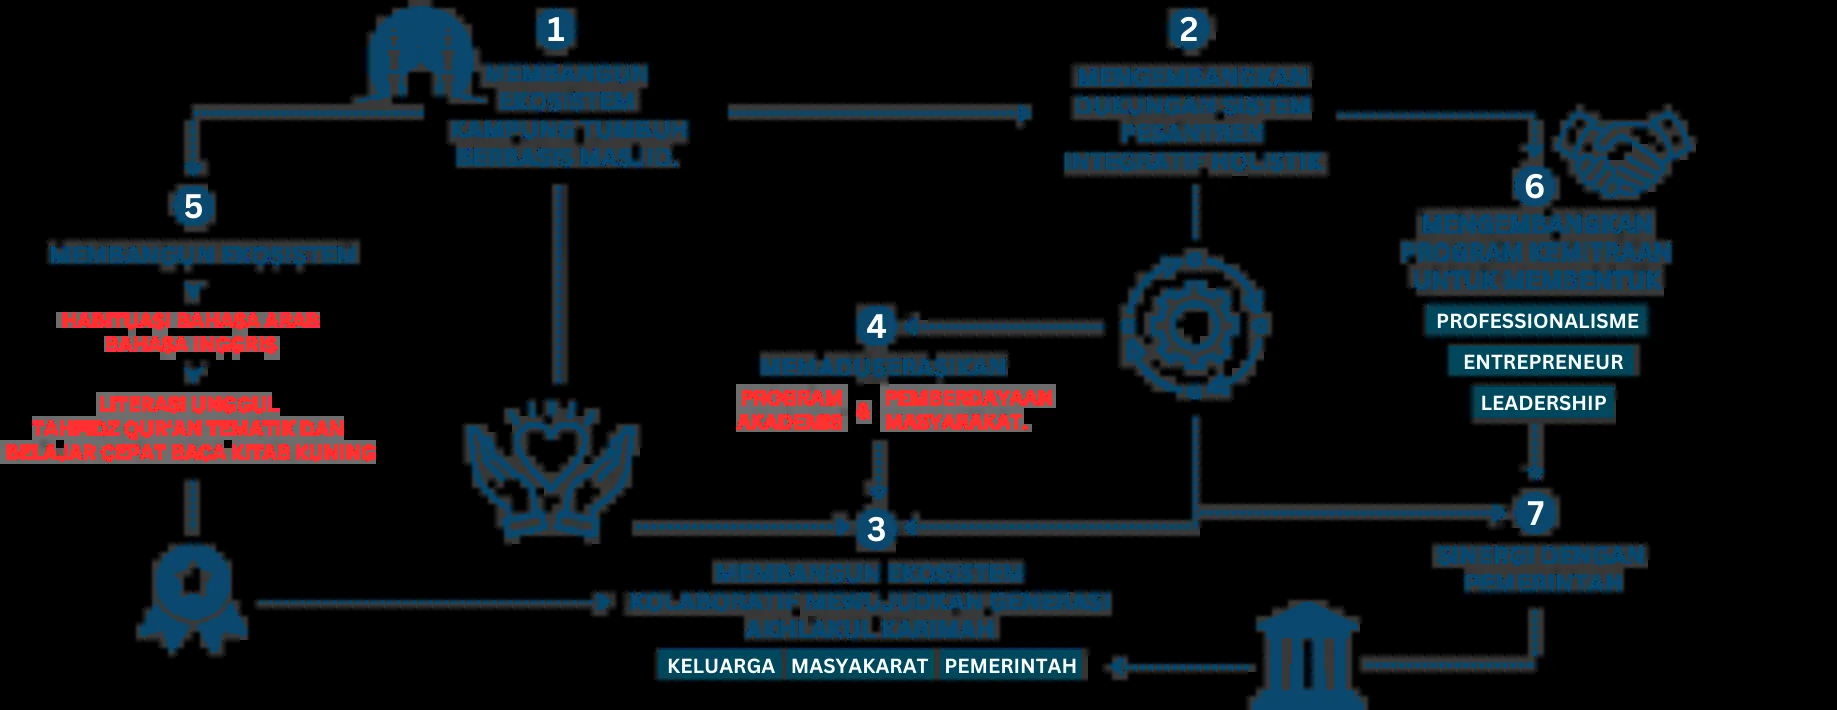 1
MEMBANGUN
EKOSISTEM
KAMPUNG TUMBUH
BERBASIS MASJID.
2
MENGEMBANGKAN
DUKUNGAN SISTEM
PESANTREN
INTEGRATIF HOLISTIK
5
MEMBANGUN EKOSISTEM
HABITUASI BAHASA ARAB
BAHASA INGGRIS
LITERASI UNGGUL
TAHFIDZ QUR'AN TEMATIK DAN
BELAJAR CEPAT BACA KITAB KUNING
4
PROGRAM
AKADEMIS
&
PEMBERDAYAAN
MASYARAKAT.
6
MENGEMBANGKAN
PROGRAM KEMITRAAN
UNTUK MEMBENTUK
PROFESSIONALISME
ENTREPRENEUR
LEADERSHIP
3
MEMBANGUN EKOSISTEM
KOLABORATIF MEWUJUDKAN GENERASI
AKHLAKUL KARIMAH
KELUARGA MASYAKARAT PEMERINTAH
7
SINERGI DENGAN
PEMERINTAH